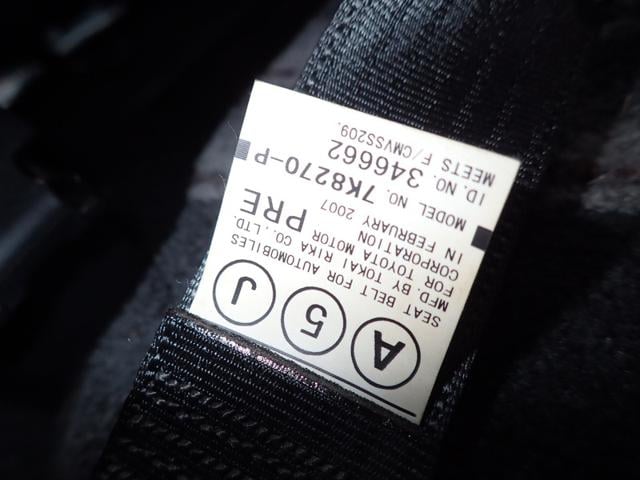 A 5 J
SEAT BELT FOR AUTOMOBILES
MFD. BY TOKAI RIKA CO., LTD.
FOR TOYOTA MOTOR
CORPORATION PRE
IN FEBRUARY 2007
MODEL NO. 7K8270-P
ID. NO. 346662
MEETS F/CMVSS209.